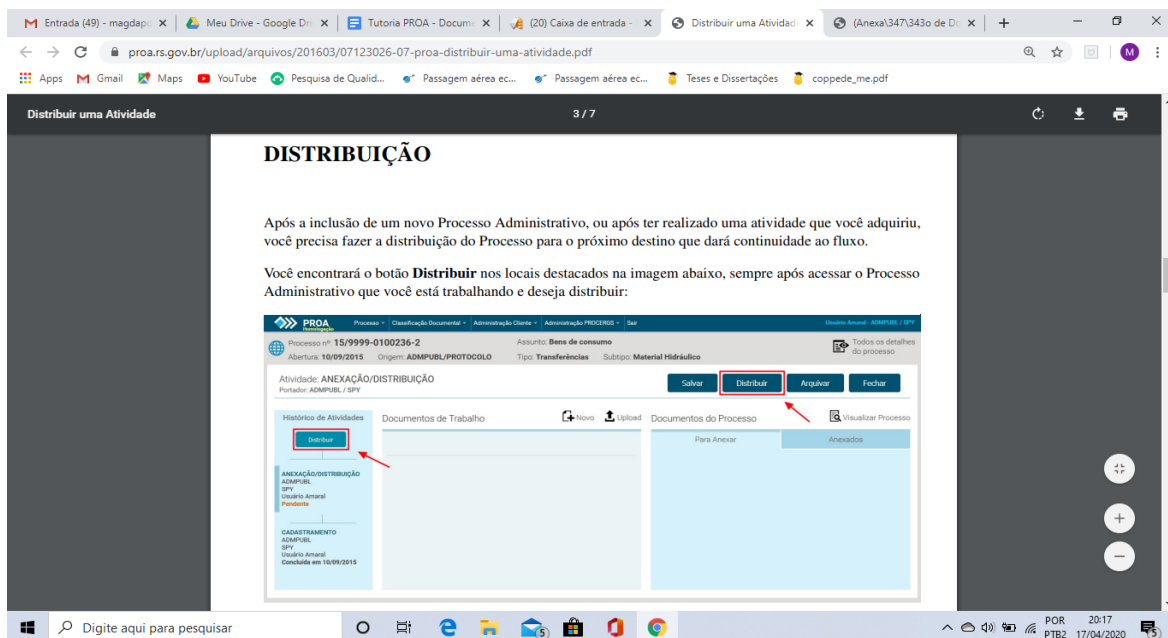 Entrada (49) - magdapo
Meu Drive - Google Dri
Tutoria PROA - Docume
(20) Caixa de entrada -
Distribuir uma Atividad
(Anexa\347\343o de Do
proa.rs.gov.br/upload/arquivos/201603/07123026-07-proa-distribuir-uma-atividade.pdf
M
Apps Gmail Maps YouTube Pesquisa de Qualid... Passagem aérea ec... Passagem aérea ec... Teses e Dissertações coppede_me.pdf
Distribuir uma Atividade 3 / 7
DISTRIBUIÇÃO
Após a inclusão de um novo Processo Administrativo, ou após ter realizado uma atividade que você adquiriu,
você precisa fazer a distribuição do Processo para o próximo destino que dará continuidade ao fluxo.
Você encontrará o botão Distribuir nos locais destacados na imagem abaixo, sempre após acessar o Processo
Administrativo que você está trabalhando e deseja distribuir:
PROA Processo Classificação Documental Administração Cliente Administração PROCERGS Sair Usuário Amaral - ADMPUBL / SPY
Homologação
Processo nº: 15/9999-0100236-2 Assunto: Bens de consumo Todos os detalhes
Abertura: 10/09/2015 Origem: ADMPUBL/PROTOCOLO Tipo: Transferências Subtipo: Material Hidráulico do processo
Atividade: ANEXAÇÃO/DISTRIBUIÇÃO
Portador: ADMPUBL / SPY
Salvar Distribuir Arquivar Fechar
Histórico de Atividades Documentos de Trabalho Novo Upload Documentos do Processo Visualizar Processo
Distribuir Para Anexar Anexados
ANEXAÇÃO/DISTRIBUIÇÃO
ADMPUBL
SPY
Usuário Amaral
Pendente
CADASTRAMENTO
ADMPUBL
SPY
Usuário Amaral
Concluída em 10/09/2015
Digite aqui para pesquisar
POR 20:17
PTB2 17/04/2020